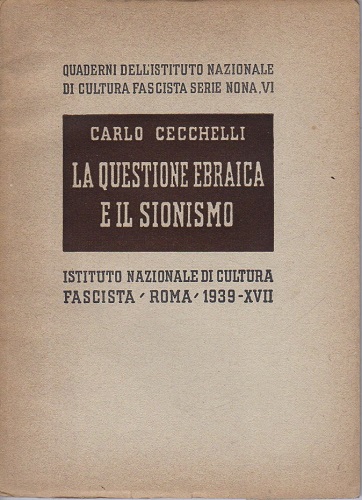 QUADERNI DELL'ISTITUTO NAZIONALE
DI CULTURA FASCISTA SERIE NONA, VI
CARLO CECCHELLI
LA QUESTIONE EBRAICA
E IL SIONISMO
ISTITUTO NAZIONALE DI CULTURA
FASCISTA - ROMA - 1939-XVII